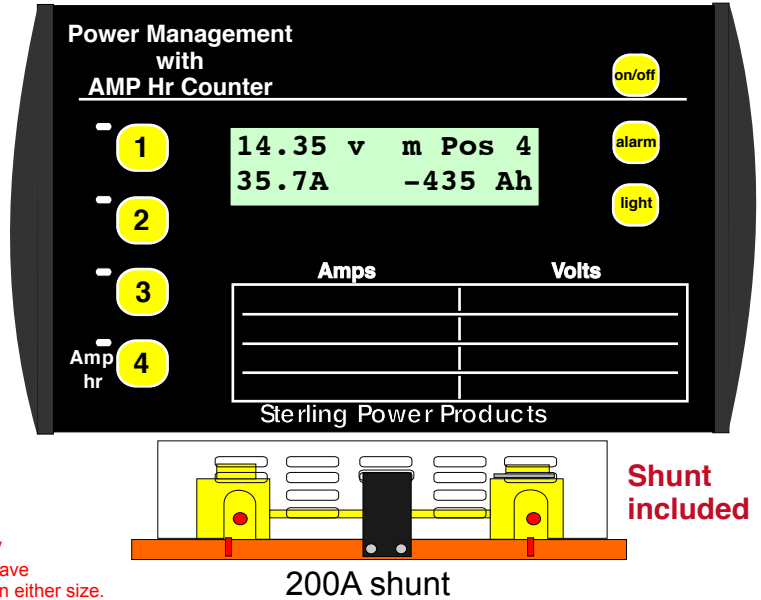 Power Management
with
AMP Hr Counter
on/off
1
14.35 v m Pos 4
35.7A -435 Ah
alarm
2
light
3
Amps Volts
Amp
hr
4
Sterling Power Products
Shunt
included
ave
n either size.
200A shunt